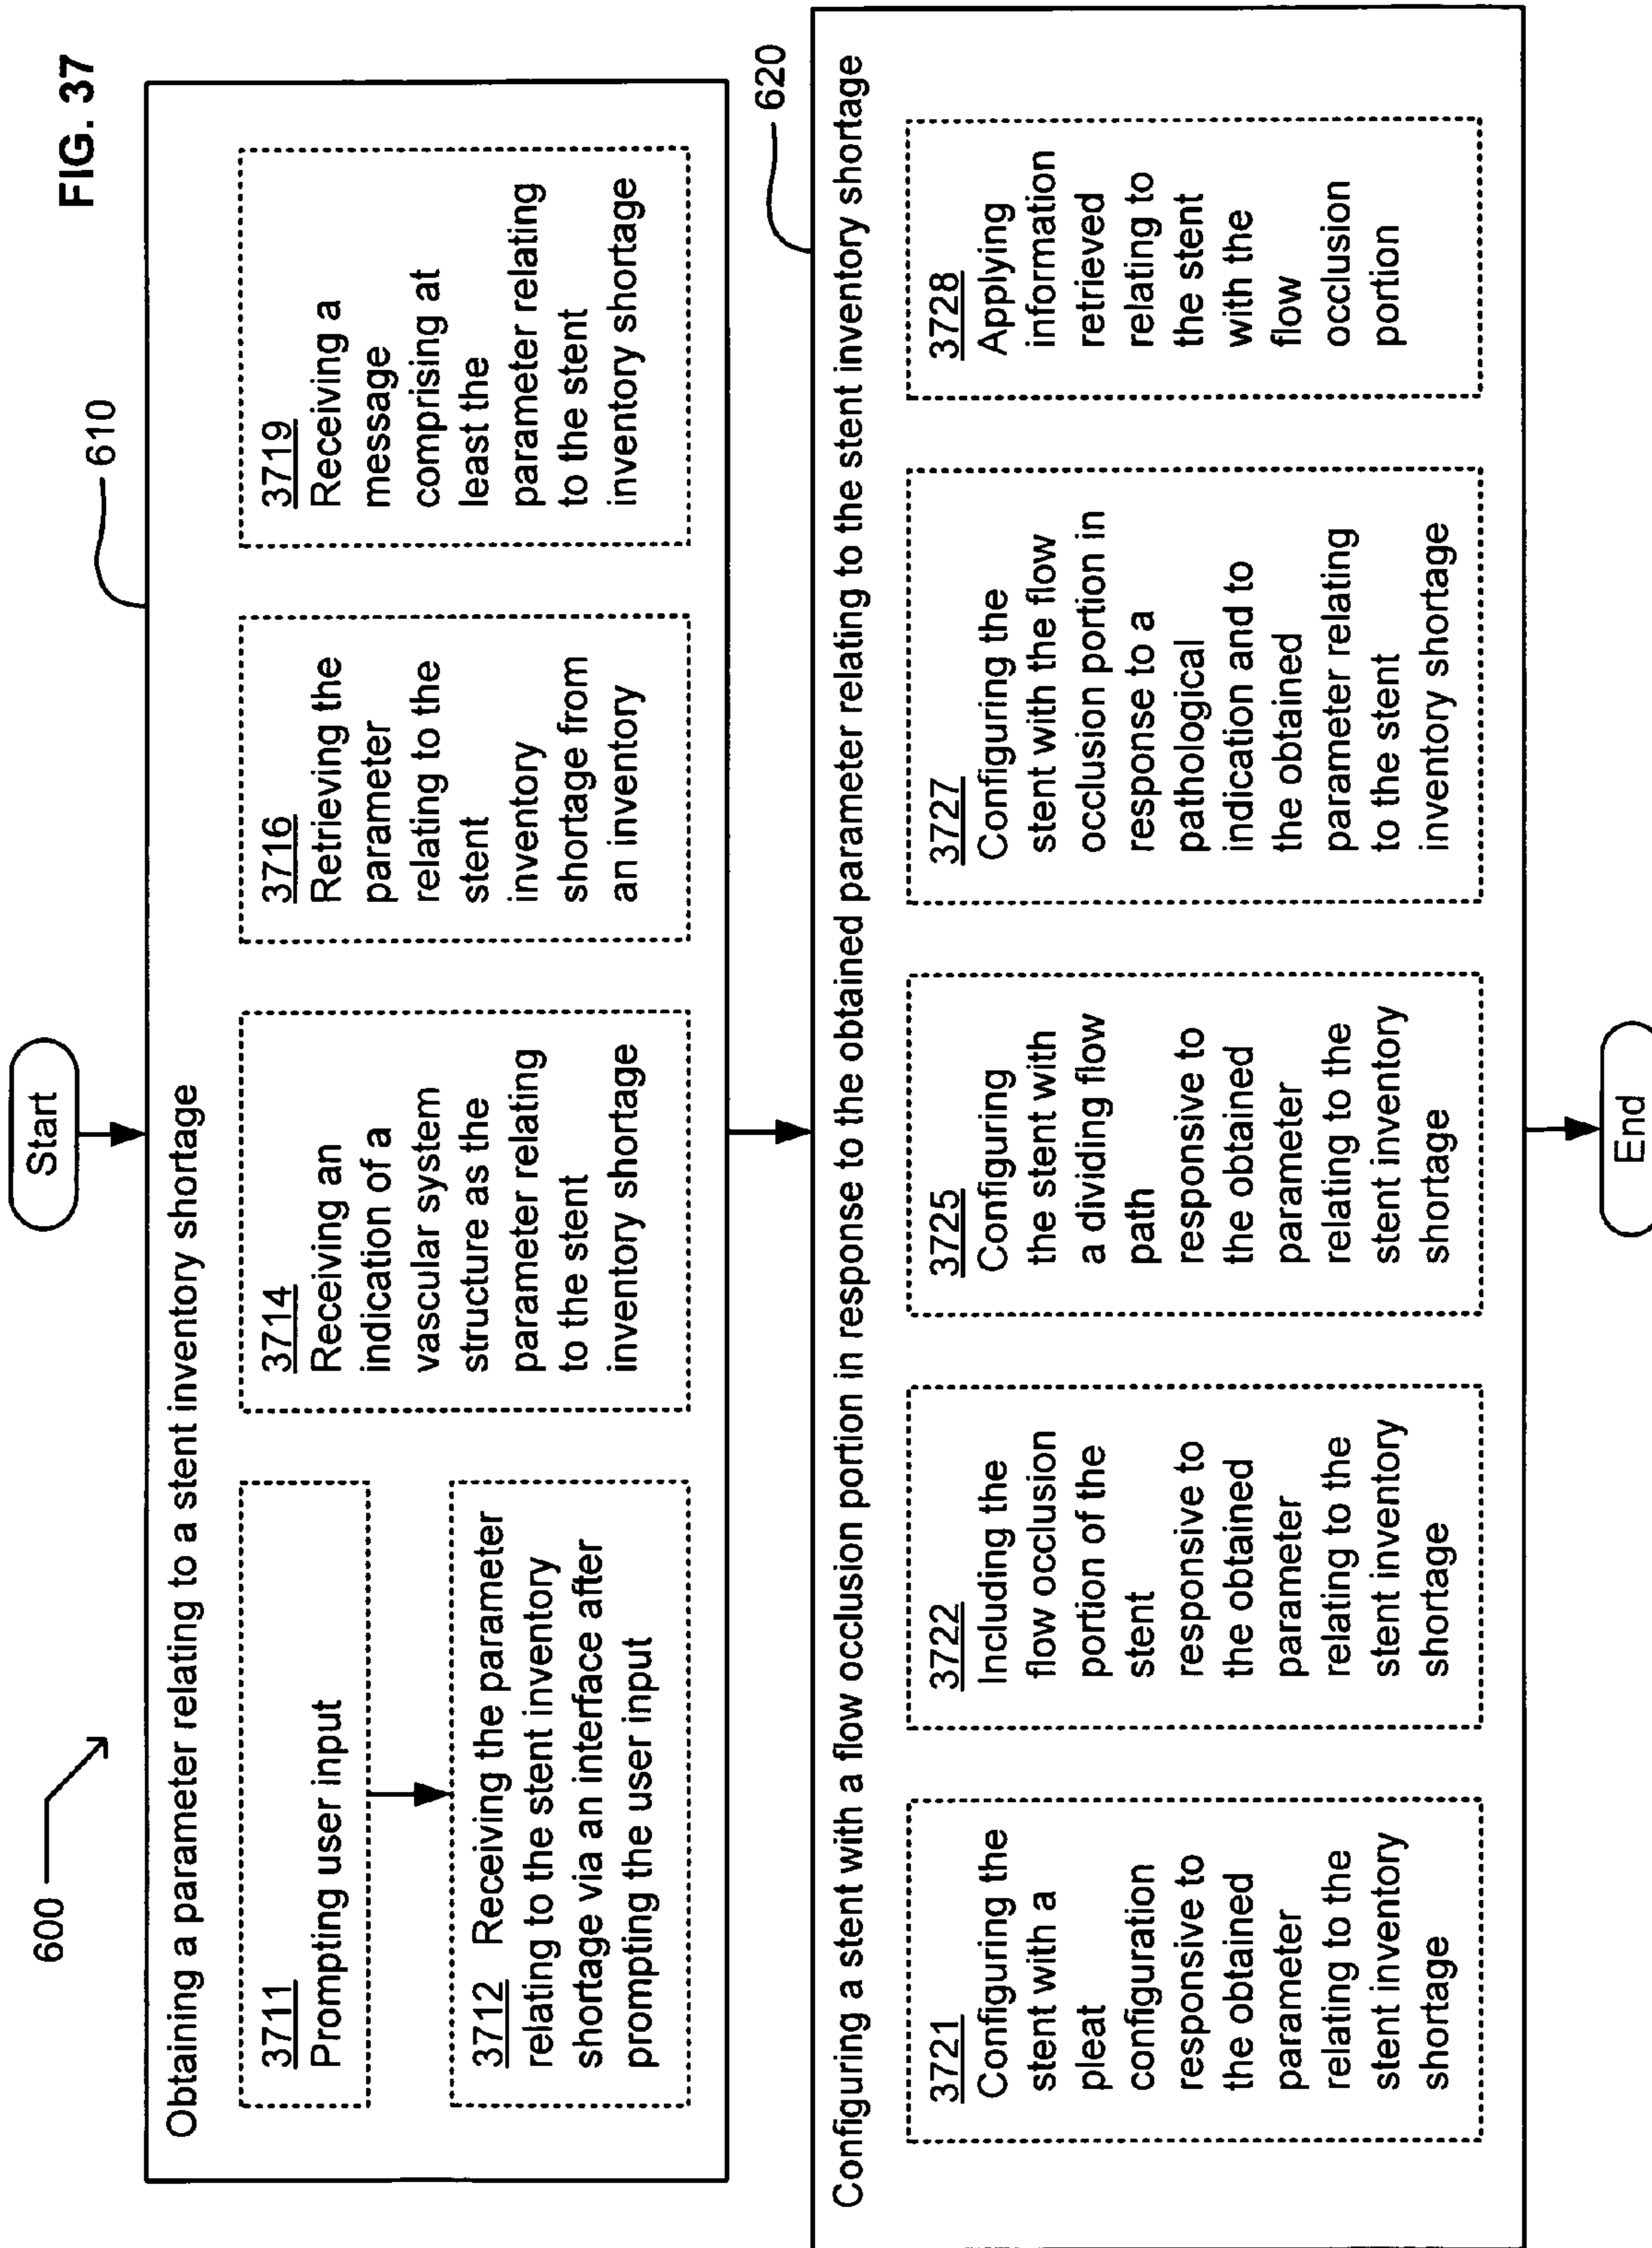 FIG. 37
600
Start
610
Obtaining a parameter relating to a stent inventory shortage
3711
Prompting user input
3712 Receiving the parameter
relating to the stent inventory
shortage via an interface after
prompting the user input
3714
Receiving an
indication of a
vascular system
structure as the
parameter relating
to the stent
inventory shortage
3716
Retrieving the
parameter
relating to the
stent
inventory
shortage from
an inventory
3719
Receiving a
message
comprising at
least the
parameter relating
to the stent
inventory shortage
620
Configuring a stent with a flow occlusion portion in response to the obtained parameter relating to the stent inventory shortage
3721
Configuring the
stent with a
pleat
configuration
responsive to
the obtained
parameter
relating to the
stent inventory
shortage
3722
Including the
flow occlusion
portion of the
stent
responsive to
the obtained
parameter
relating to the
stent inventory
shortage
3725
Configuring
the stent with
a dividing flow
path
responsive to
the obtained
parameter
relating to the
stent inventory
shortage
3727
Configuring the
stent with the flow
occlusion portion in
response to a
pathological
indication and to
the obtained
parameter relating
to the stent
inventory shortage
3728
Applying
information
retrieved
relating to
the stent
with the
flow
occlusion
portion
End